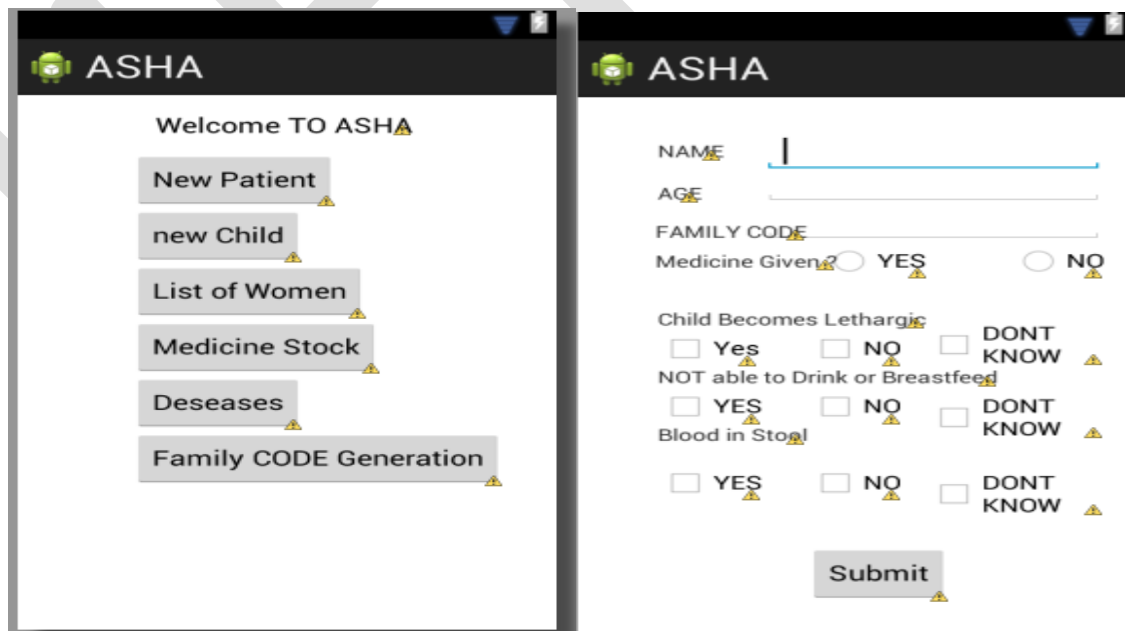 ASHA
Welcome TO ASHA
New Patient
new Child
List of Women
Medicine Stock
Deseases
Family CODE Generation
ASHA
NAME
AGE
FAMILY CODE
Medicine Given ? YES NO
Child Becomes Lethargic
Yes NO DONT KNOW
NOT able to Drink or Breastfeed
YES NO DONT KNOW
Blood in Stool
YES NO DONT KNOW
Submit